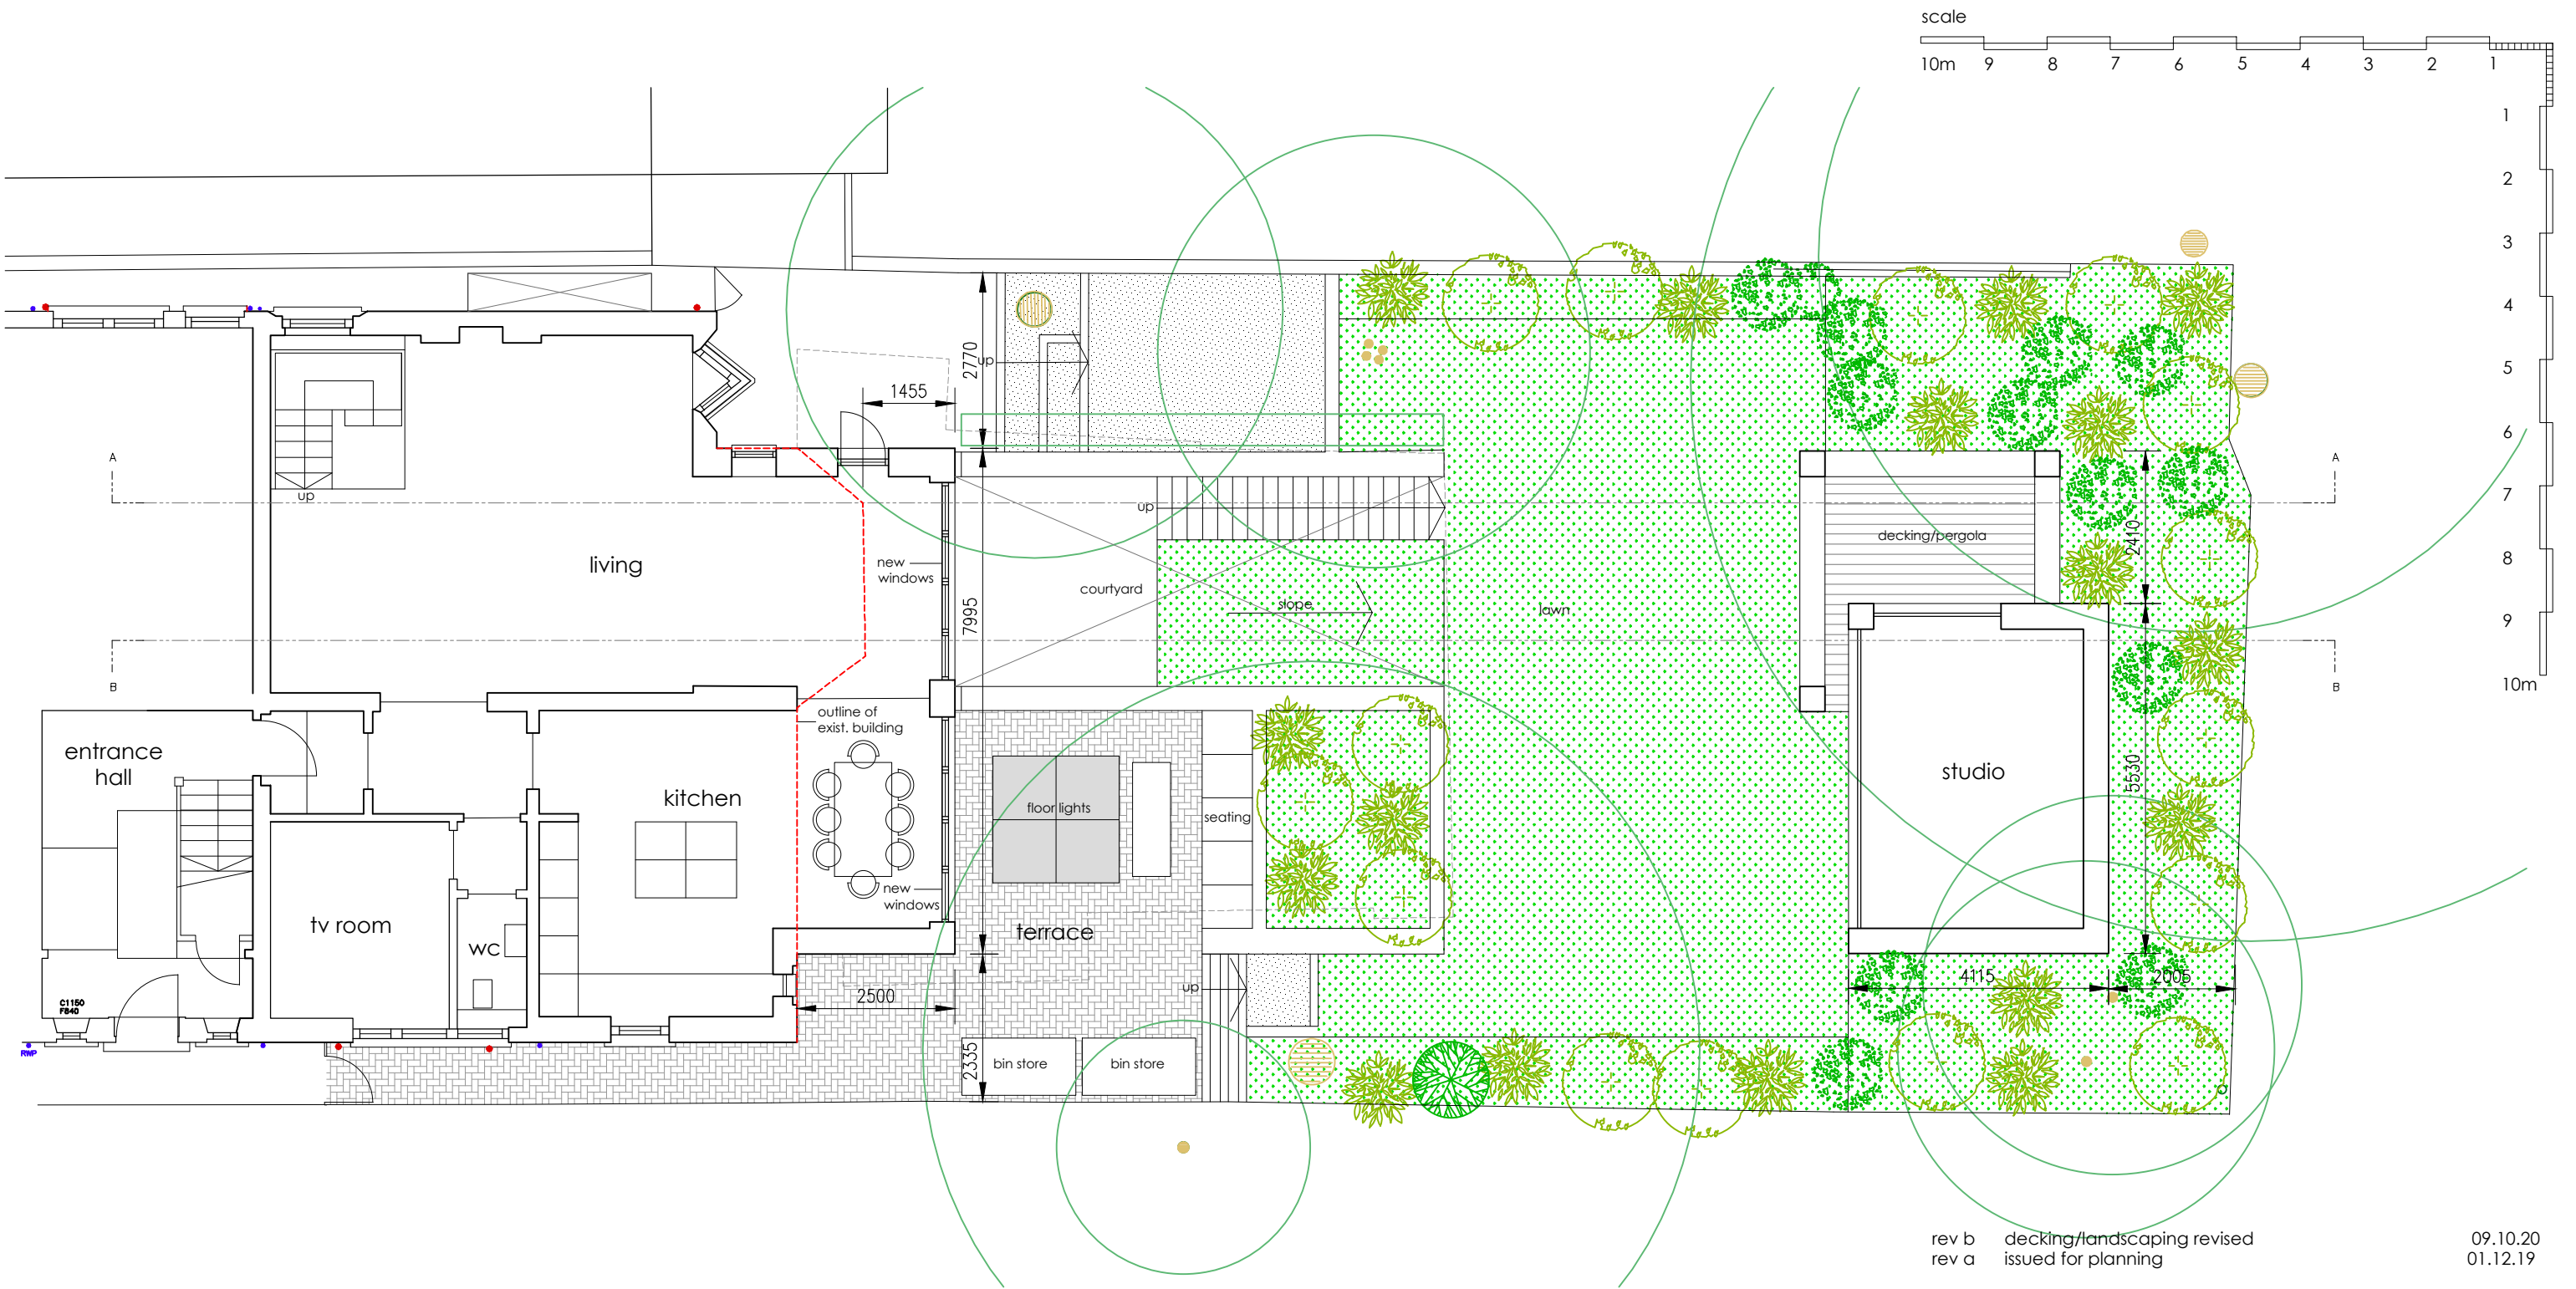 scale
10m 9 8 7 6 5 4 3 2 1
1
2
3
4
5
6
7
8
9
10m
2770
up
1455
A
A
up
7995
living
new
windows
up
courtyard
slope
lawn
decking/pergola
2410
B
B
outline of
exist. building
entrance
hall
kitchen
floor lights
seating
studio
5530
tv room
wc
new
windows
terrace
C1150
F840
RWP
2500
up
4115
2005
2335
bin store
bin store
rev b decking/landscaping revised 09.10.20
rev a issued for planning 01.12.19